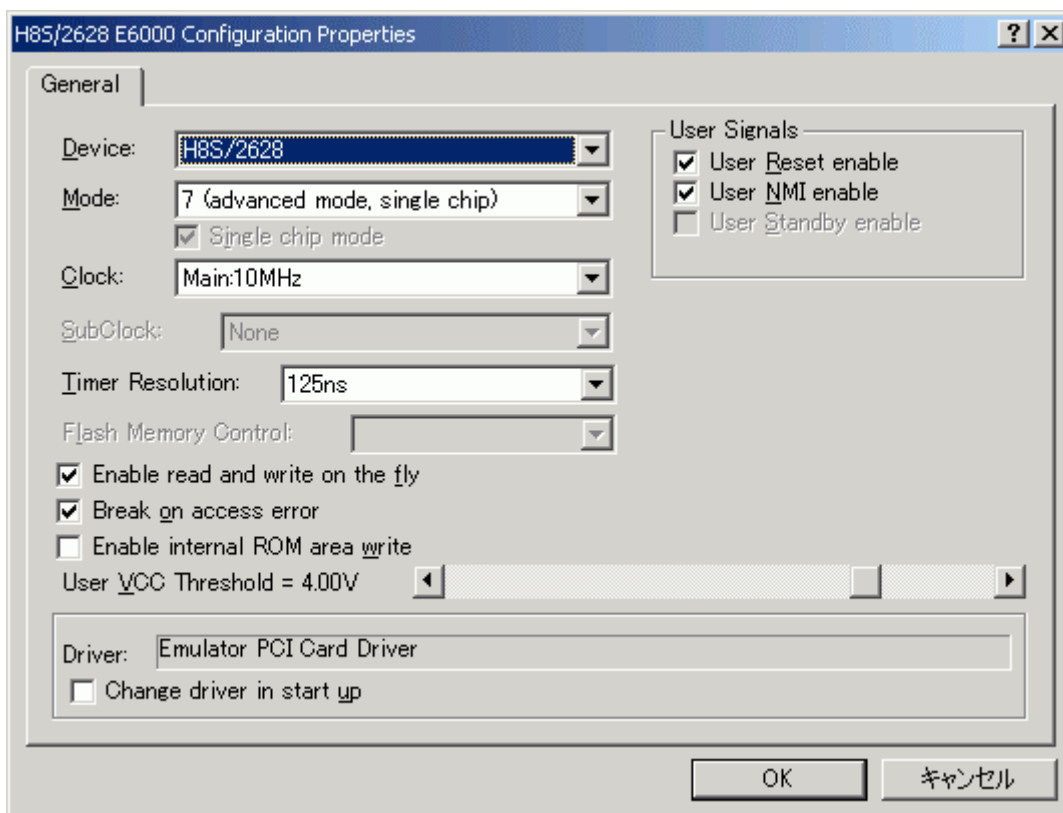 H8S/2628 E6000 Configuration Properties
General
Device: H8S/2628
Mode: 7 (advanced mode, single chip)
Single chip mode
Clock: Main:10MHz
SubClock: None
Timer Resolution: 125ns
Flash Memory Control:
Enable read and write on the fly
Break on access error
Enable internal ROM area write
User VCC Threshold = 4.00V
User Signals
User Reset enable
User NMI enable
User Standby enable
Driver: Emulator PCI Card Driver
Change driver in start up
OK キャンセル